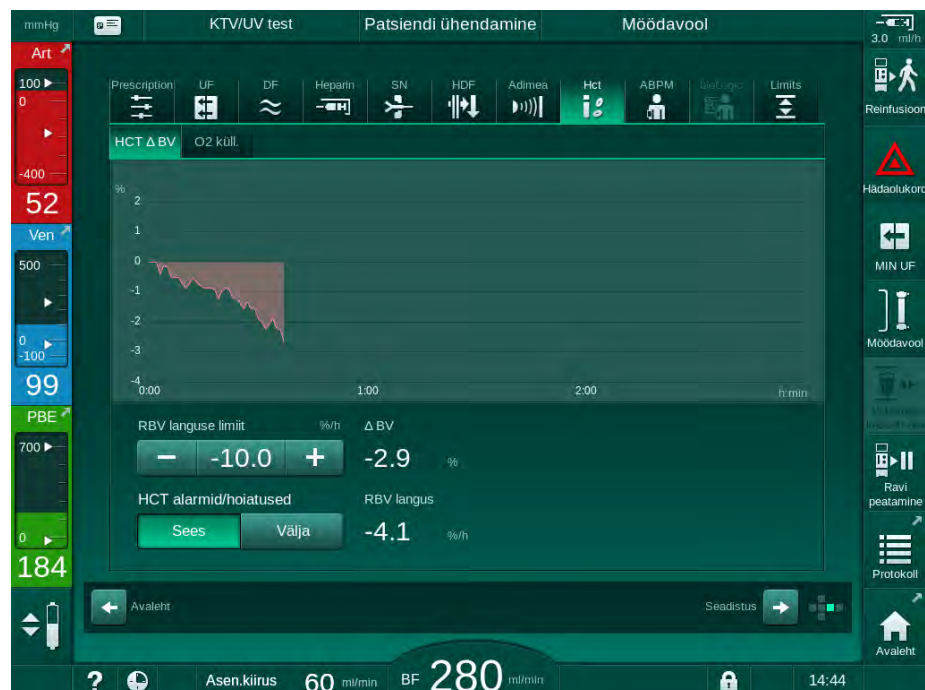 mmHg
KTV/UV test
Patsiendi ühendamine
Möödavool
3.0 ml/h
Art
100
0
-400
52
Ven
500
0
-100
99
PBE
700
0
184
Prescription
UF
DF
Heparin
SN
HDF
Adimea
Hct
ABPM
bioLogic
Limits
HCT Δ BV
O2 küll.
%
2
1
0
-1
-2
-3
-4
0:00
1:00
2:00
h:min
RBV languse limiit
%/h
Δ BV
− -10.0 +
-2.9 %
HCT alarmid/hoiatused
RBV langus
Sees
Välja
-4.1 %/h
Avaleht
Seadistus
Reinfusioon
Hädaolukord
MIN UF
Möödavool
Ravi
peatamine
Protokoll
Avaleht
?
Asen.kiirus 60 ml/min
BF 280 ml/min
14:44